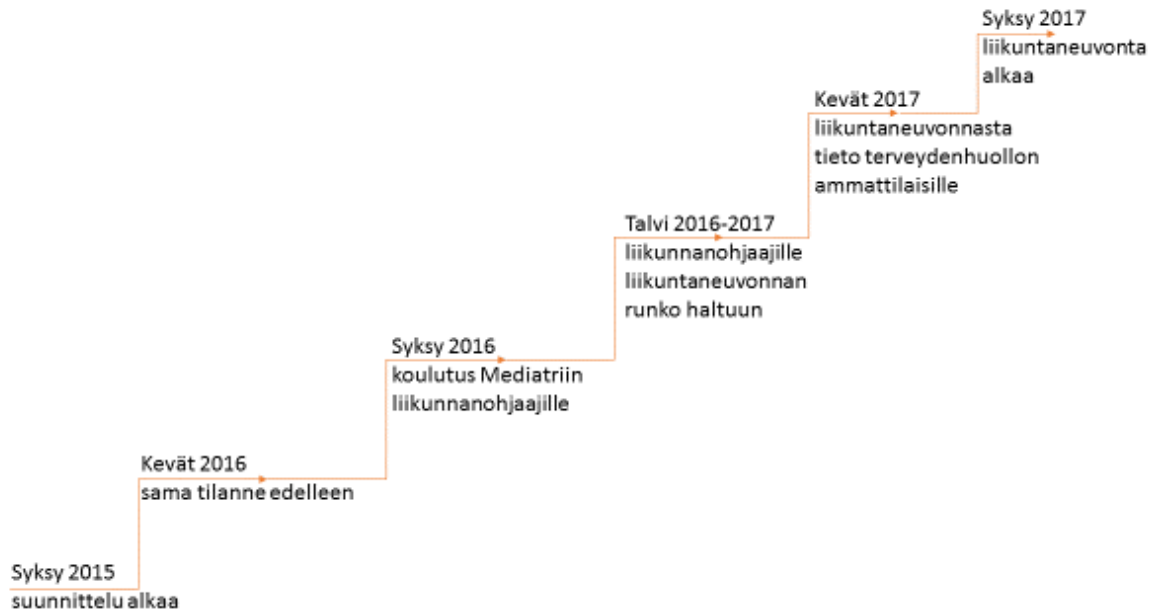 Syksy 2017
liikuntaneuvonta
alkaa
Kevät 2017
liikuntaneuvonnasta
tieto terveydenhuollon
ammattilaisille
Talvi 2016-2017
liikunnanohjaajille
liikuntaneuvonnan
runko haltuun
Syksy 2016
koulutus Mediatriin
liikunnanohjaajille
Kevät 2016
sama tilanne edelleen
Syksy 2015
suunnittelu alkaa